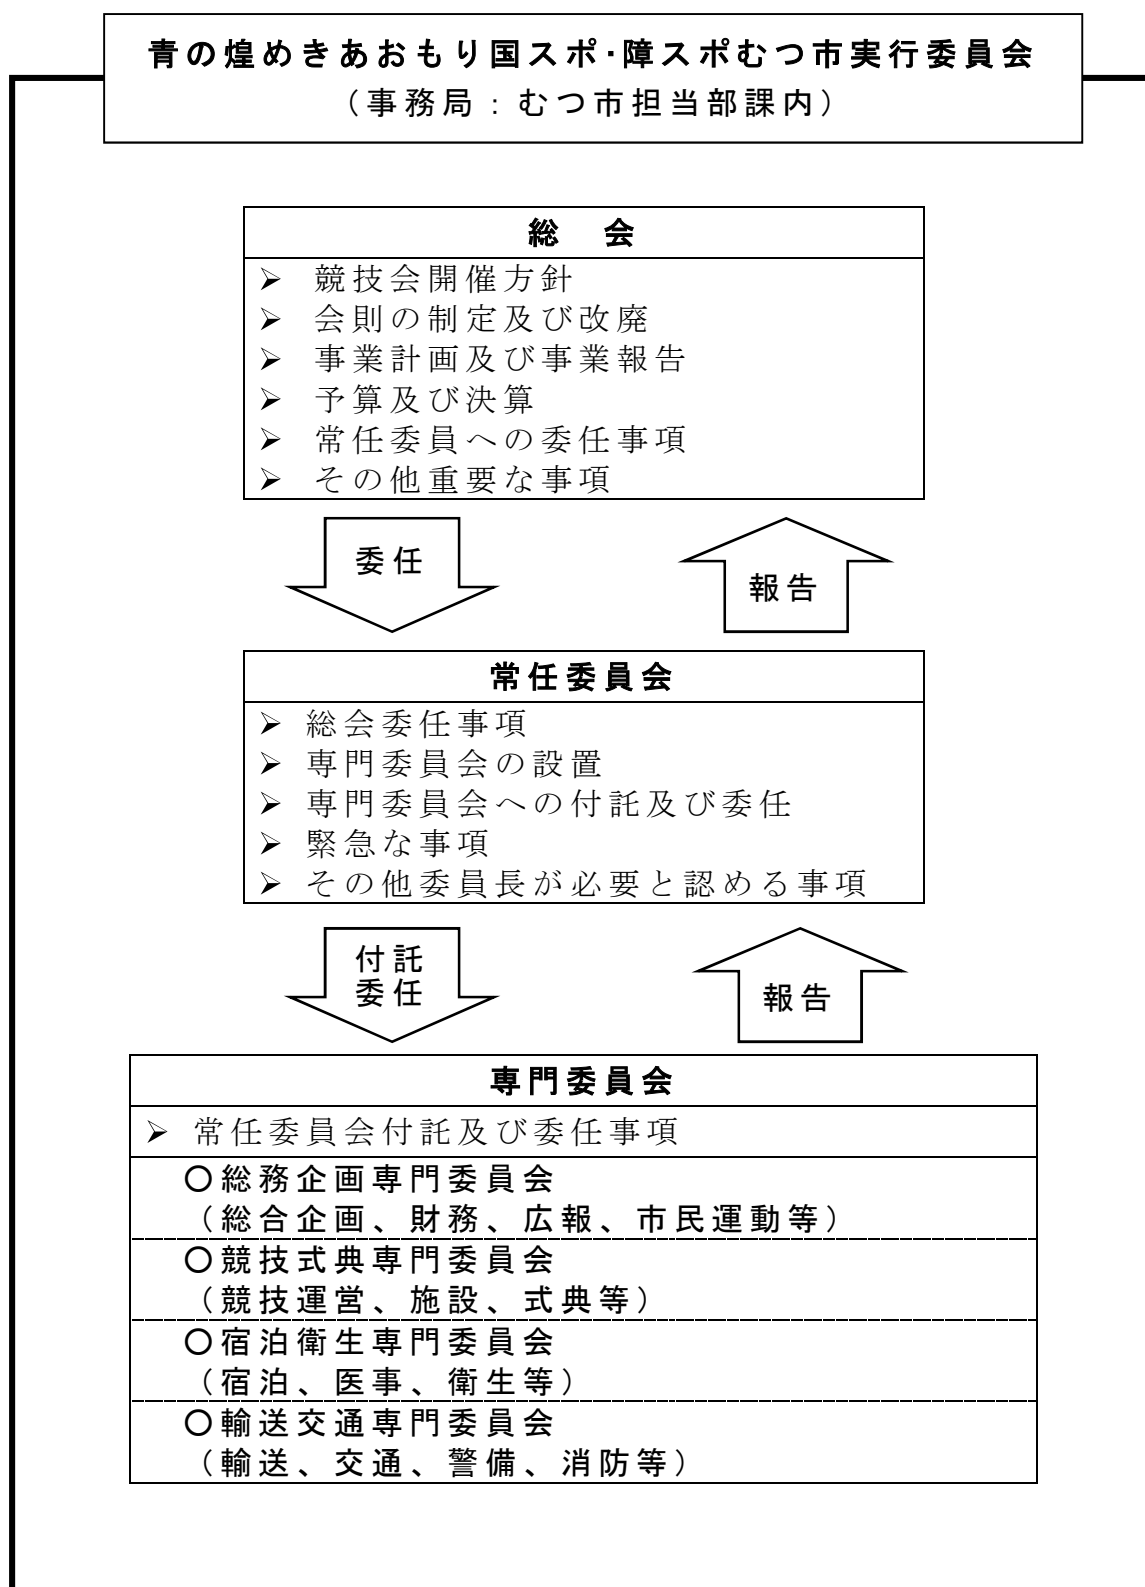 青の煌めきあおもり国スポ・障スポむつ市実行委員会
（事務局：むつ市担当部課内）
総　会
➢ 競技会開催方針
➢ 会則の制定及び改廃
➢ 事業計画及び事業報告
➢ 予算及び決算
➢ 常任委員への委任事項
➢ その他重要な事項
委任
報告
常任委員会
➢ 総会委任事項
➢ 専門委員会の設置
➢ 専門委員会への付託及び委任
➢ 緊急な事項
➢ その他委員長が必要と認める事項
付託
委任
報告
専門委員会
➢ 常任委員会付託及び委任事項
〇総務企画専門委員会
（総合企画、財務、広報、市民運動等）
〇競技式典専門委員会
（競技運営、施設、式典等）
〇宿泊衛生専門委員会
（宿泊、医事、衛生等）
〇輸送交通専門委員会
（輸送、交通、警備、消防等）